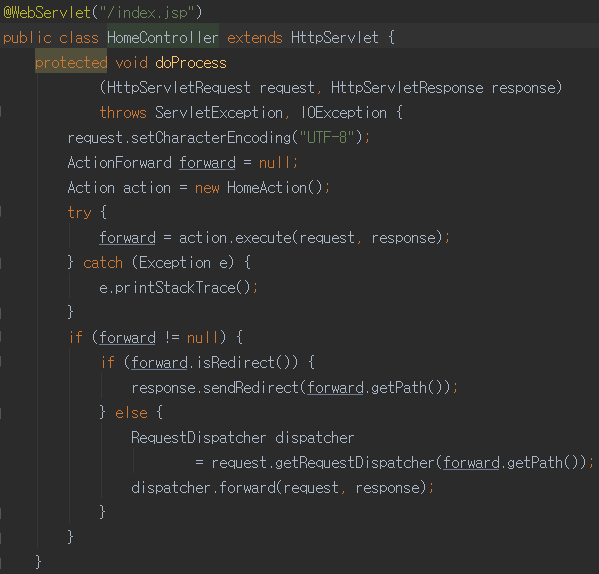 @WebServlet("/index.jsp")
public class HomeController extends HttpServlet {
protected void doProcess
(HttpServletRequest request, HttpServletResponse response)
throws ServletException, IOException {
request.setCharacterEncoding("UTF-8");
ActionForward forward = null;
Action action = new HomeAction();
try {
forward = action.execute(request, response);
} catch (Exception e) {
e.printStackTrace();
}
if (forward != null) {
if (forward.isRedirect()) {
response.sendRedirect(forward.getPath());
} else {
RequestDispatcher dispatcher
= request.getRequestDispatcher(forward.getPath());
dispatcher.forward(request, response);
}
}
}